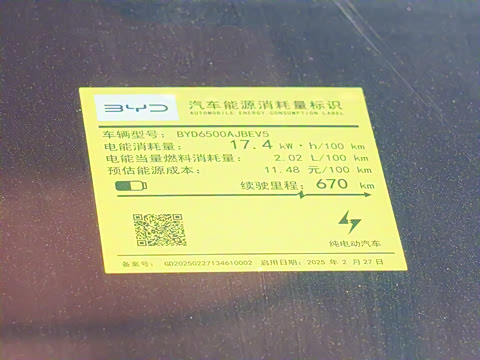 BYD
汽车能源消耗量标识
AUTOMOBILE ENERGY CONSUMPTION LABEL
车辆型号： BYD6500AJBEV5
电能消耗量： 17.4 kW·h/100 km
电能当量燃料消耗量： 2.02 L/100 km
预估能源成本： 11.48 元/100 km
续驶里程： 670 km
纯电动汽车
备案号： GD20250227134610002 启用日期： 2025 年 2 月 27 日